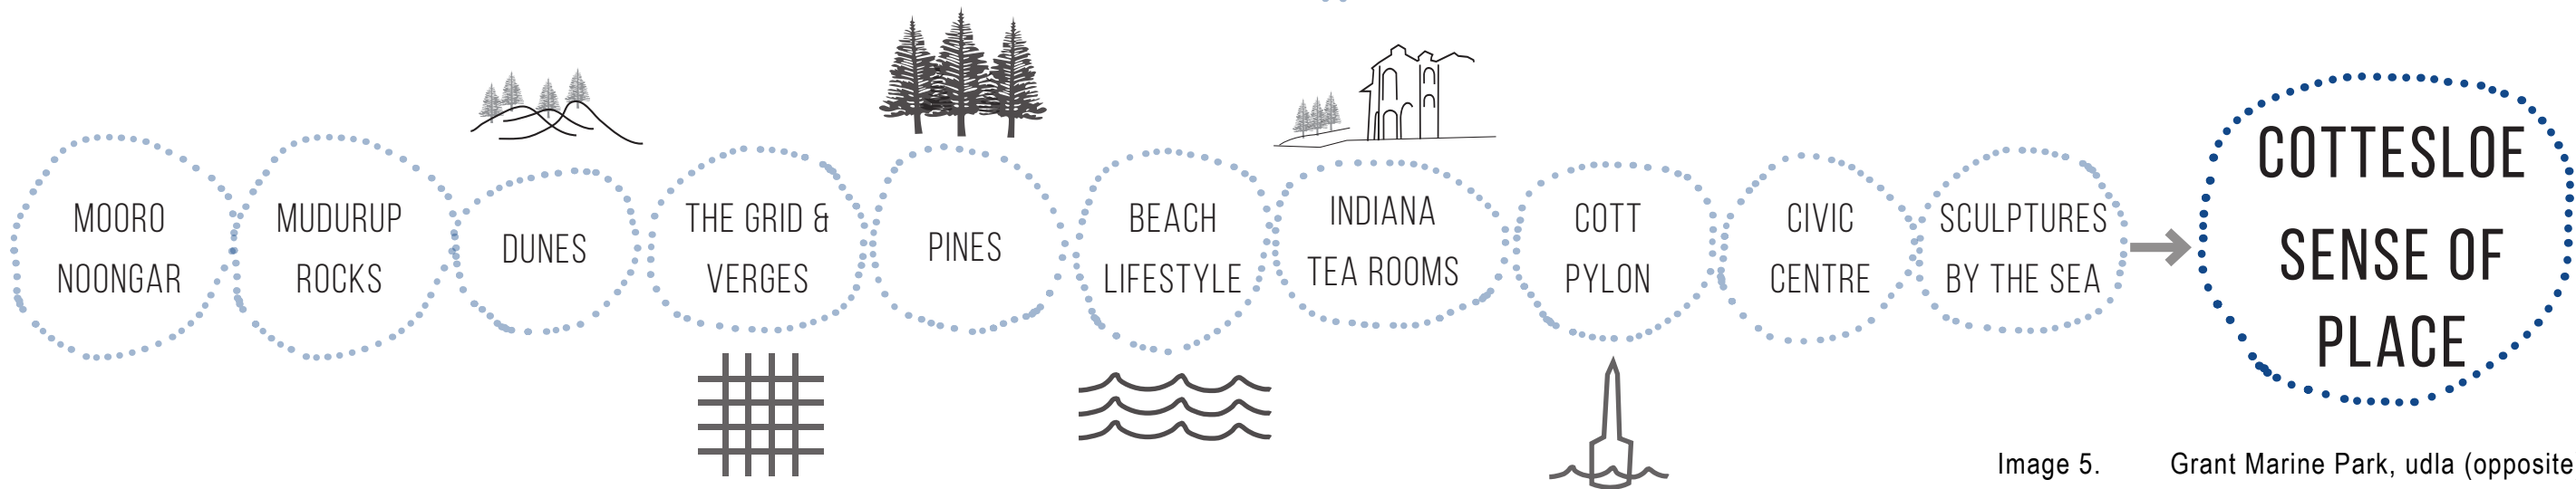 MOORO
NOONGAR
MUDURUP
ROCKS
DUNES
THE GRID &
VERGES
PINES
BEACH
LIFESTYLE
INDIANA
TEA ROOMS
COTT
PYLON
CIVIC
CENTRE
SCULPTURES
BY THE SEA
COTTESLOE
SENSE OF
PLACE
Image 5. Grant Marine Park, udla (opposite